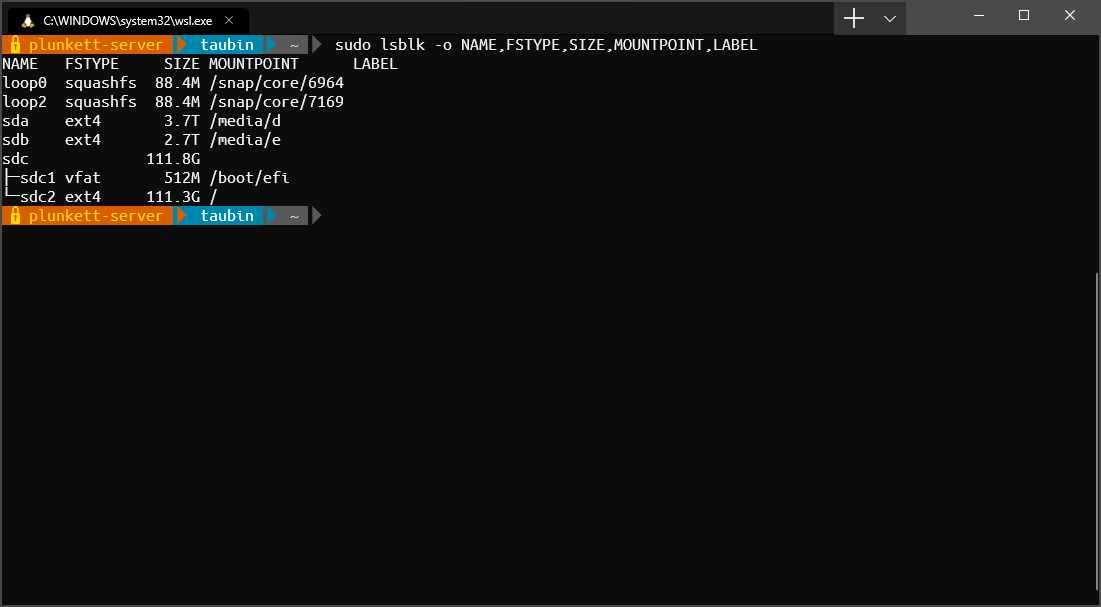 C:\WINDOWS\system32\wsl.exe
plunkett-server taubin ~ sudo lsblk -o NAME,FSTYPE,SIZE,MOUNTPOINT,LABEL
NAME   FSTYPE     SIZE MOUNTPOINT      LABEL
loop0  squashfs  88.4M /snap/core/6964
loop2  squashfs  88.4M /snap/core/7169
sda    ext4       3.7T /media/d
sdb    ext4       2.7T /media/e
sdc             111.8G
├─sdc1 vfat       512M /boot/efi
└─sdc2 ext4     111.3G /
plunkett-server taubin ~